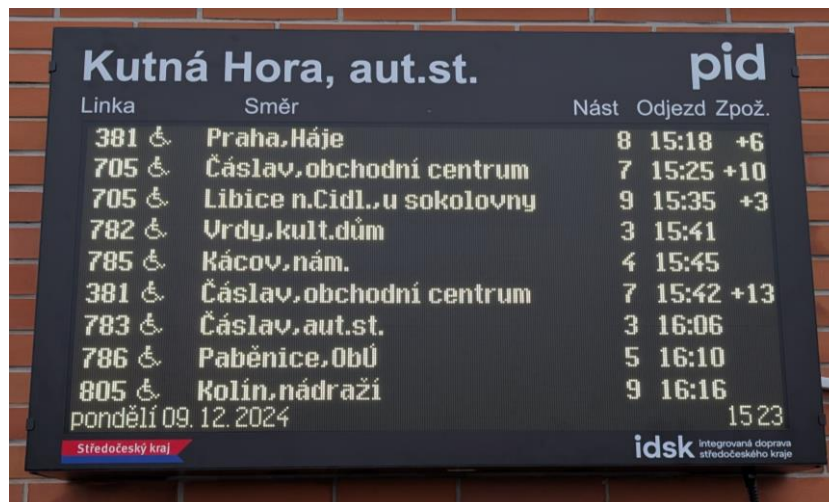 Kutná Hora, aut.st. pid
Linka Směr Nást Odjezd Zpož.
381 Praha,Háje 8 15:18 +6
705 Čáslav,obchodní centrum 7 15:25 +10
705 Libice n.Cidl.,u sokolovny 9 15:35 +3
782 Vrdy,kult.dům 3 15:41
785 Kácov,nám. 4 15:45
381 Čáslav,obchodní centrum 7 15:42 +13
783 Čáslav,aut.st. 3 16:06
786 Paběnice,ObÚ 5 16:10
805 Kolín,nádraží 9 16:16
pondělí 09. 12. 2024 15 23
Středočeský kraj idsk integrovaná doprava
středočeského kraje